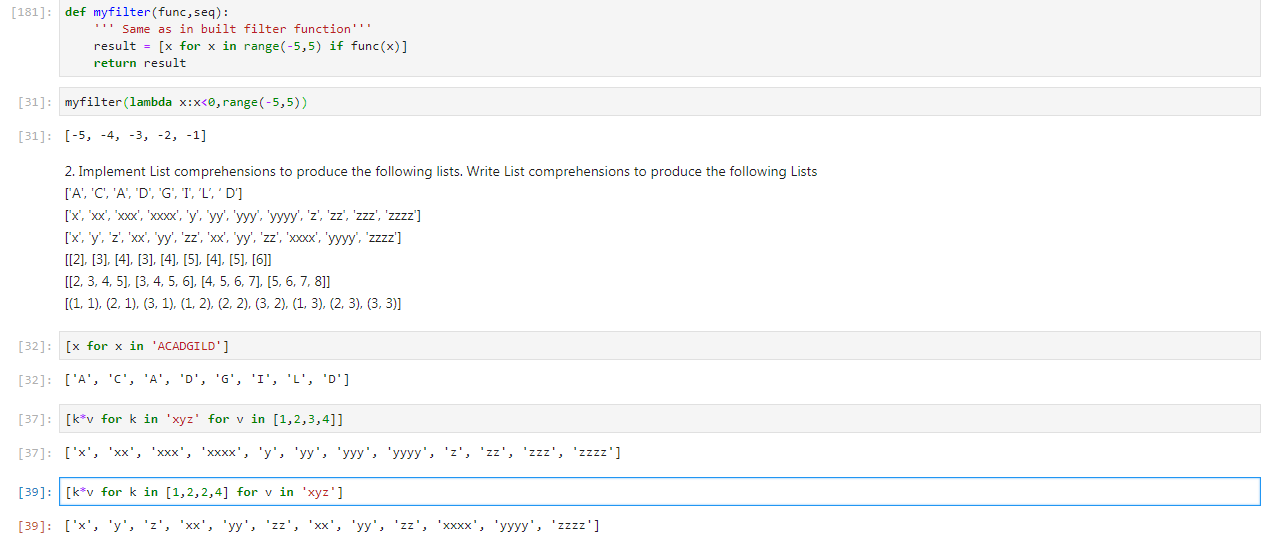 [181]: def myfilter(func,seq):
''' Same as in built filter function'''
result = [x for x in range(-5,5) if func(x)]
return result
[31]: myfilter(lambda x:x<0,range(-5,5))
[31]: [-5, -4, -3, -2, -1]
2. Implement List comprehensions to produce the following lists. Write List comprehensions to produce the following Lists
['A', 'C', 'A', 'D', 'G', 'I', ’L’, ‘ D’]
['x', 'xx', 'xxx', 'xxxx', 'y', 'yy', 'yyy', 'yyyy', 'z', 'zz', 'zzz', 'zzzz']
['x', 'y', 'z', 'xx', 'yy', 'zz', 'xx', 'yy', 'zz', 'xxxx', 'yyyy', 'zzzz']
[[2], [3], [4], [3], [4], [5], [4], [5], [6]]
[[2, 3, 4, 5], [3, 4, 5, 6], [4, 5, 6, 7], [5, 6, 7, 8]]
[(1, 1), (2, 1), (3, 1), (1, 2), (2, 2), (3, 2), (1, 3), (2, 3), (3, 3)]
[32]: [x for x in 'ACADGILD']
[32]: ['A', 'C', 'A', 'D', 'G', 'I', 'L', 'D']
[37]: [k*v for k in 'xyz' for v in [1,2,3,4]]
[37]: ['x', 'xx', 'xxx', 'xxxx', 'y', 'yy', 'yyy', 'yyyy', 'z', 'zz', 'zzz', 'zzzz']
[39]: [k*v for k in [1,2,2,4] for v in 'xyz']
[39]: ['x', 'y', 'z', 'xx', 'yy', 'zz', 'xx', 'yy', 'zz', 'xxxx', 'yyyy', 'zzzz']